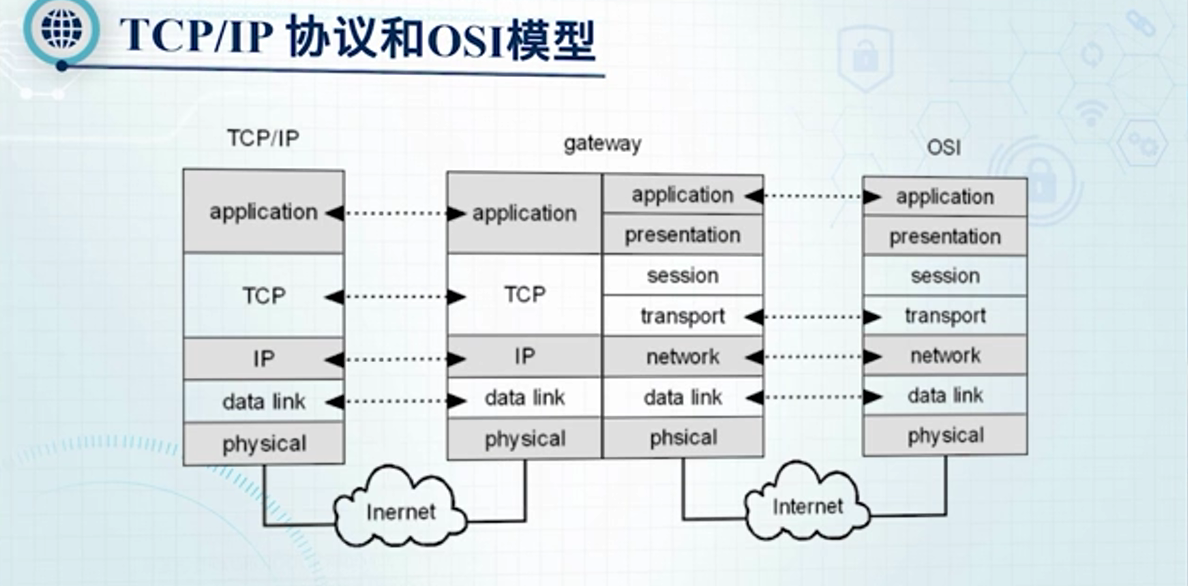 TCP/IP 协议和OSI模型
TCP/IP
gateway
OSI
application
application
application
application
presentation
presentation
TCP
TCP
session
session
transport
transport
IP
IP
network
network
data link
data link
data link
data link
physical
physical
phsical
physical
Inernet
Internet